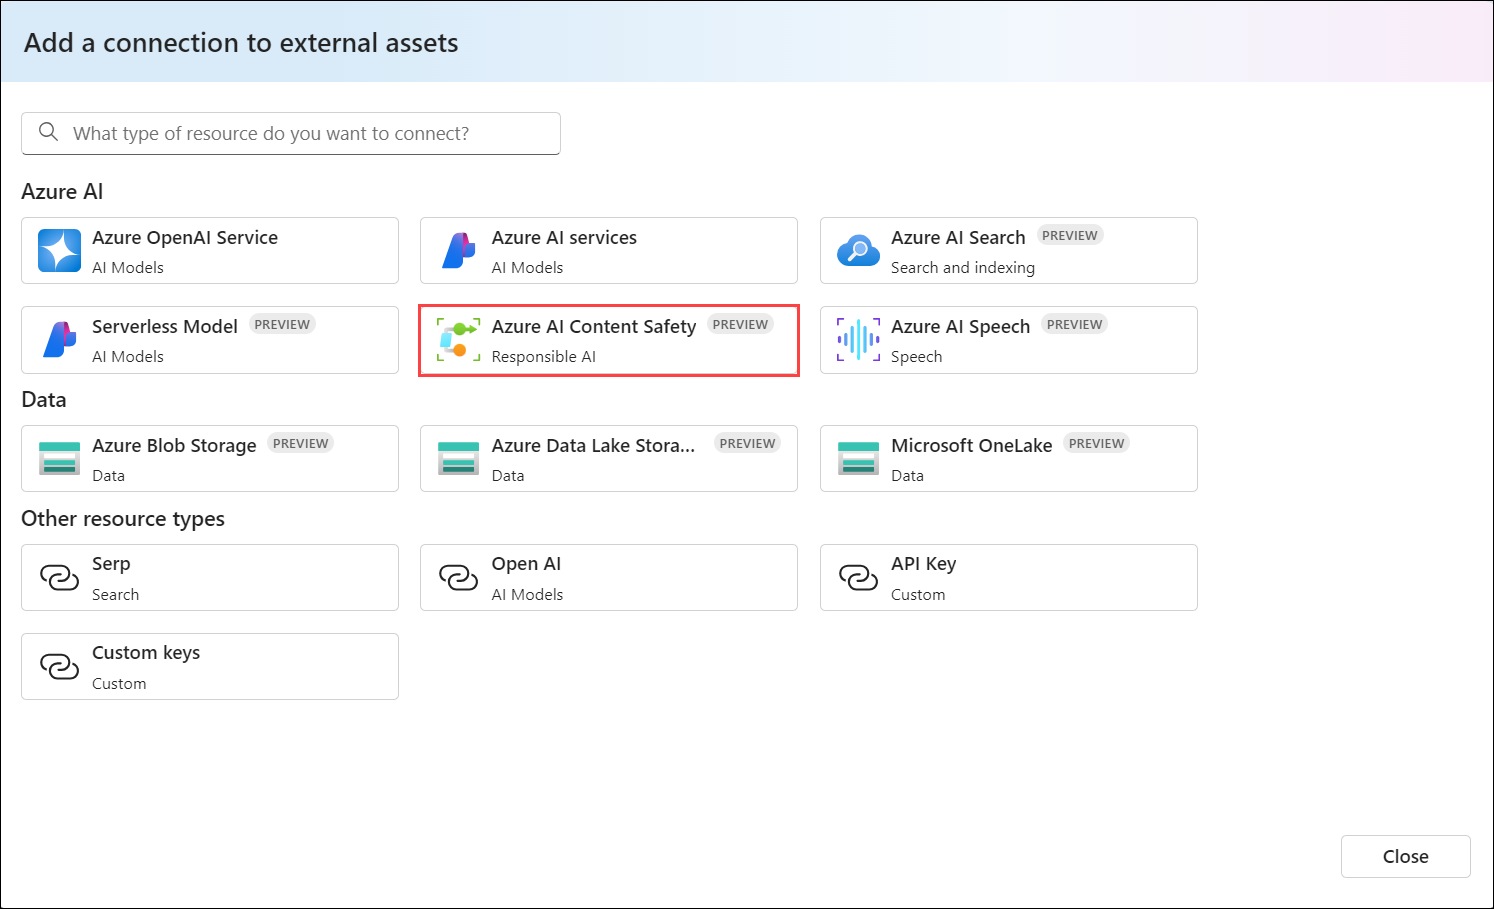 Add a connection to external assets
What type of resource do you want to connect?
Azure AI
Azure OpenAI Service
AI Models
Azure AI services
AI Models
Azure AI Search PREVIEW
Search and indexing
Serverless Model PREVIEW
AI Models
Azure AI Content Safety PREVIEW
Responsible AI
Azure AI Speech PREVIEW
Speech
Data
Azure Blob Storage PREVIEW
Data
Azure Data Lake Stora... PREVIEW
Data
Microsoft OneLake PREVIEW
Data
Other resource types
Serp
Search
Open AI
AI Models
API Key
Custom
Custom keys
Custom
Close